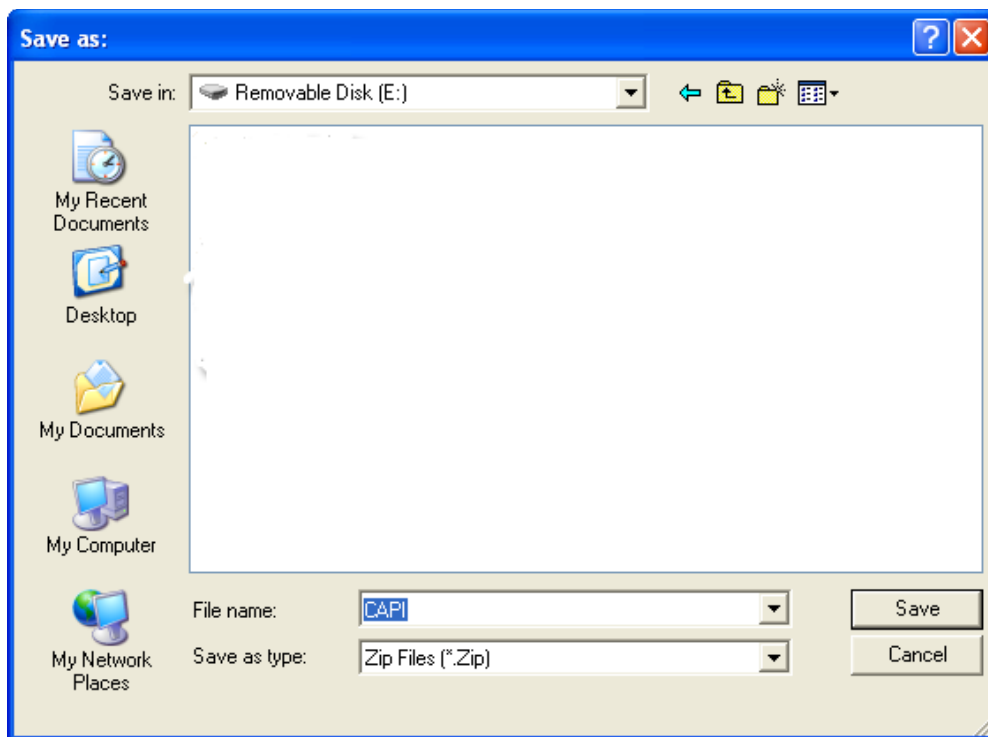 Save as:
Save in: Removable Disk (E:)
My Recent
Documents
Desktop
My Documents
My Computer
My Network
Places
File name: CAPI Save
Save as type: Zip Files (*.Zip) Cancel